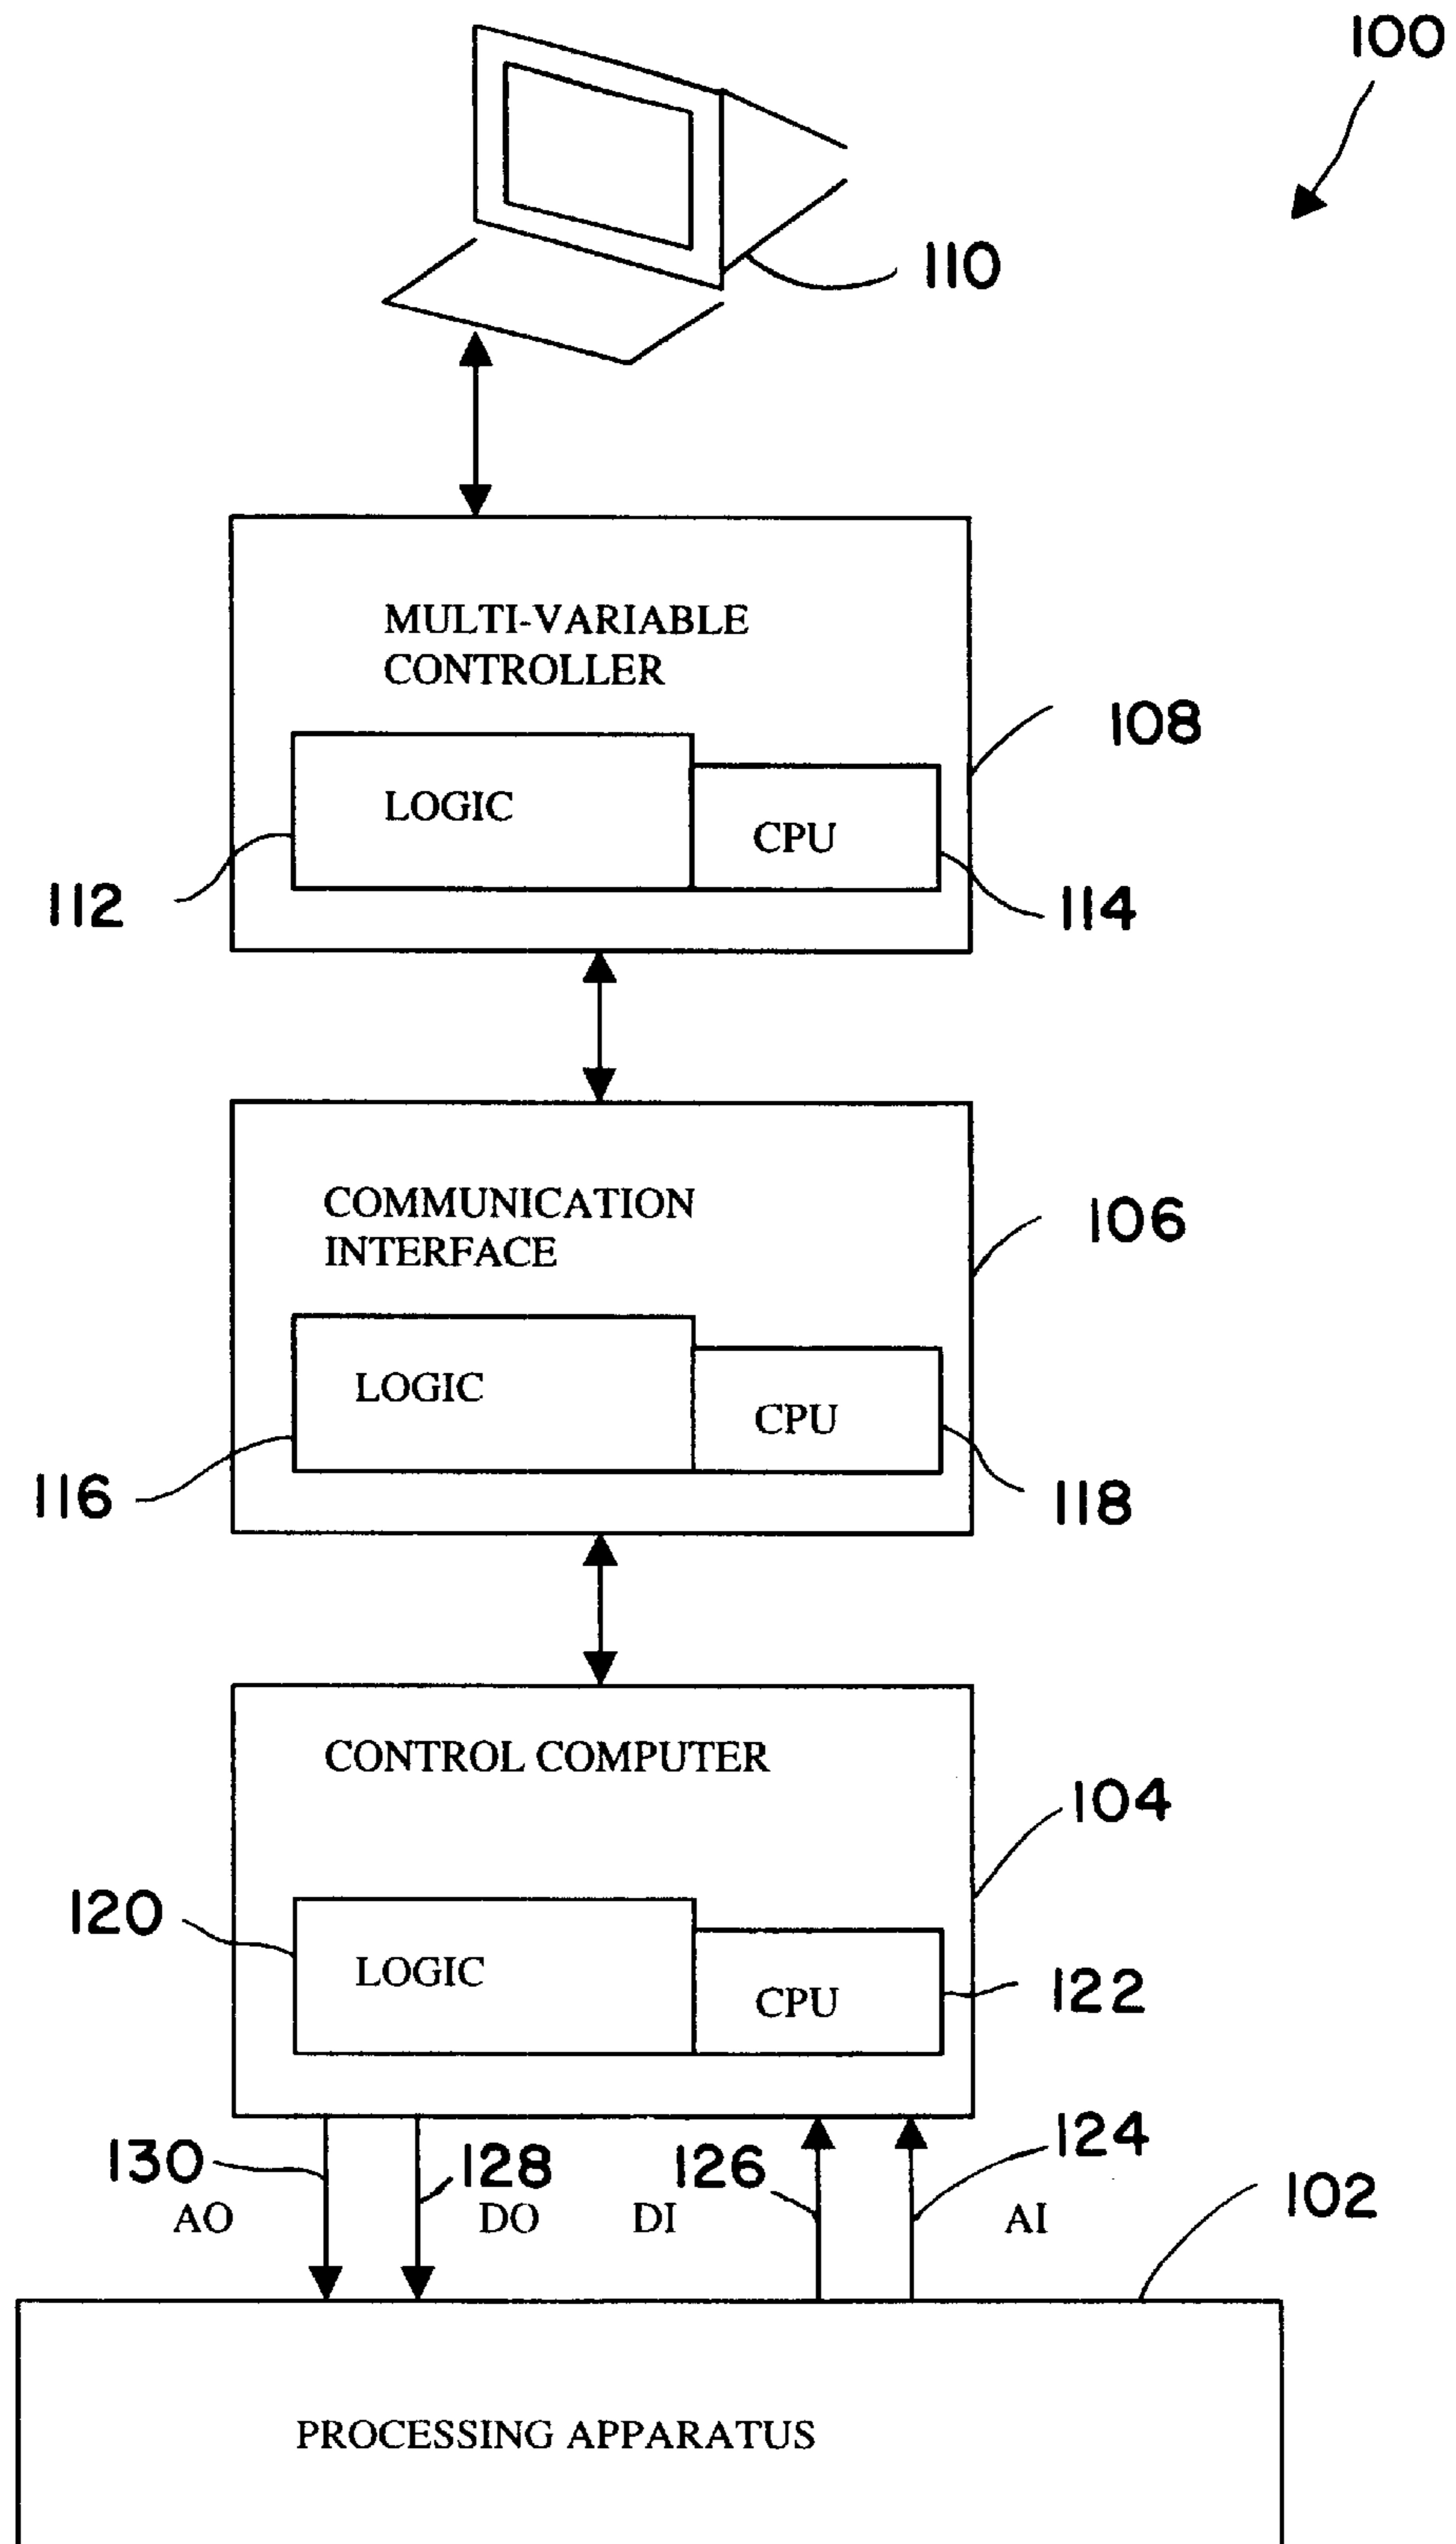 100
110
MULTI-VARIABLE
CONTROLLER
108
LOGIC
CPU
112
114
COMMUNICATION
INTERFACE
106
LOGIC
CPU
116
118
CONTROL COMPUTER
104
120
LOGIC
CPU
122
130
128
126
124
AO
DO
DI
AI
102
PROCESSING APPARATUS